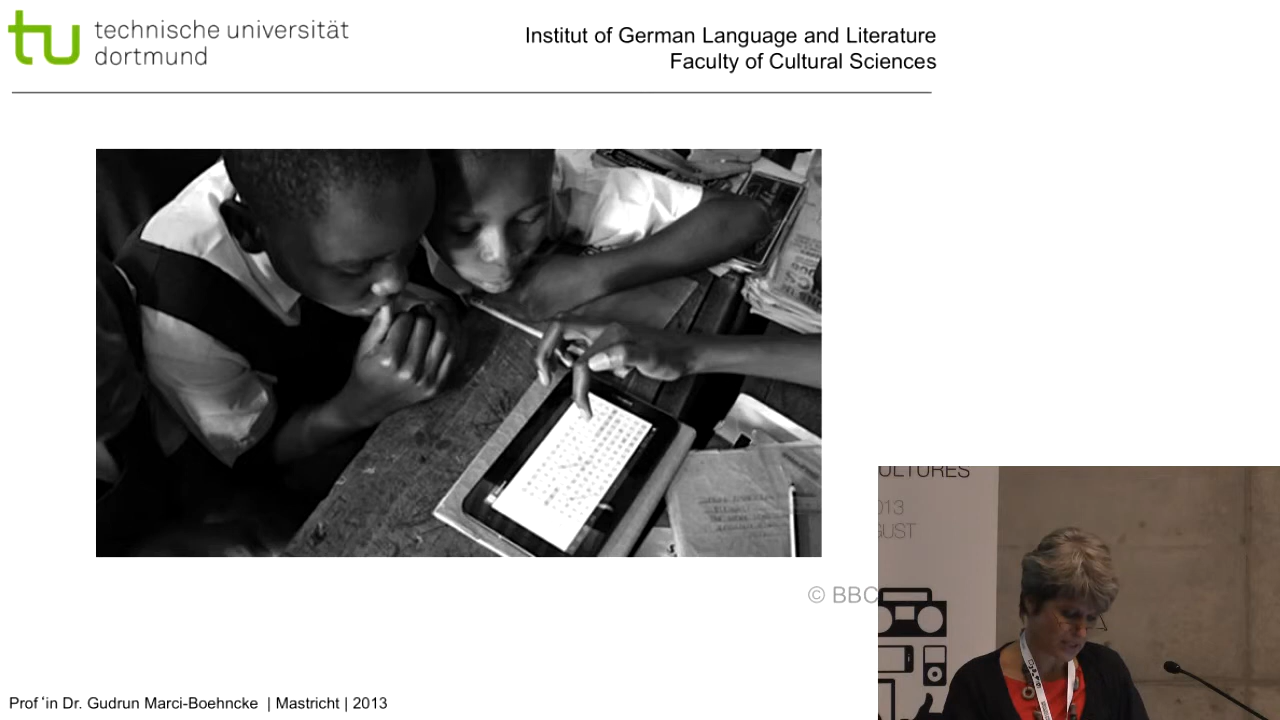 technische universität
dortmund
Institut of German Language and Literature
Faculty of Cultural Sciences
© BBC
ULTURES
013
GUST
Prof‘in Dr. Gudrun Marci-Boehncke | Mastricht | 2013